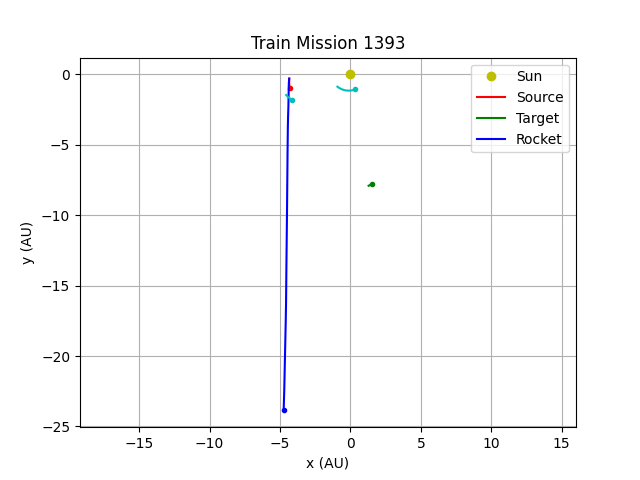 Train Mission 1393
Sun
Source
Target
Rocket
0
−5
−10
−15
−20
−25
y (AU)
−15
−10
−5
0
5
10
15
x (AU)